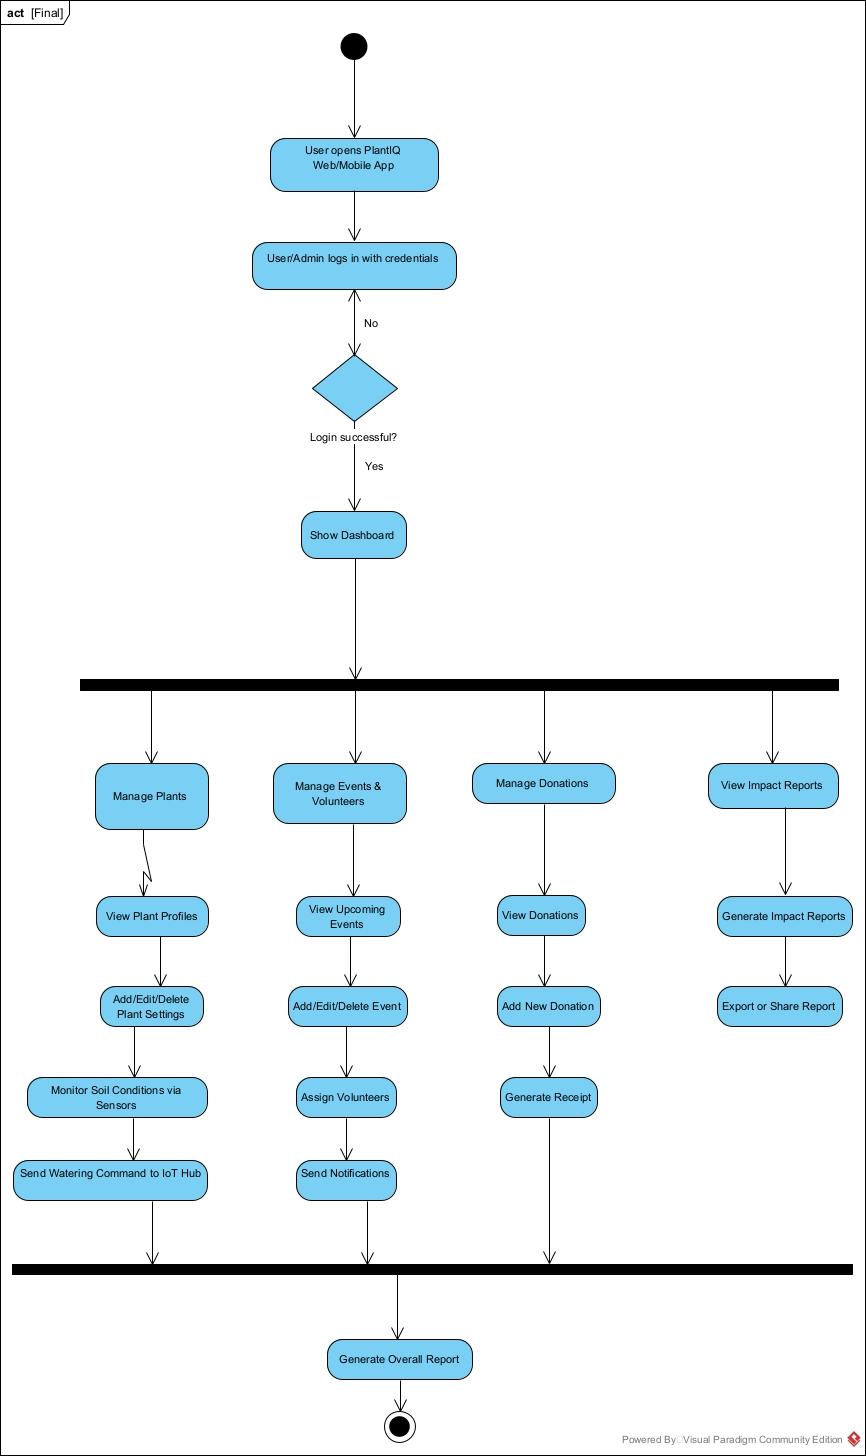 act [Final]
User opens PlantIQ
Web/Mobile App
User/Admin logs in with credentials
No
Login successful?
Yes
Show Dashboard
Manage Plants
Manage Events &
Volunteers
Manage Donations
View Impact Reports
View Plant Profiles
View Upcoming
Events
View Donations
Generate Impact Reports
Add/Edit/Delete
Plant Settings
Add/Edit/Delete Event
Add New Donation
Export or Share Report
Monitor Soil Conditions via
Sensors
Assign Volunteers
Generate Receipt
Send Watering Command to IoT Hub
Send Notifications
Generate Overall Report
Powered By Visual Paradigm Community Edition